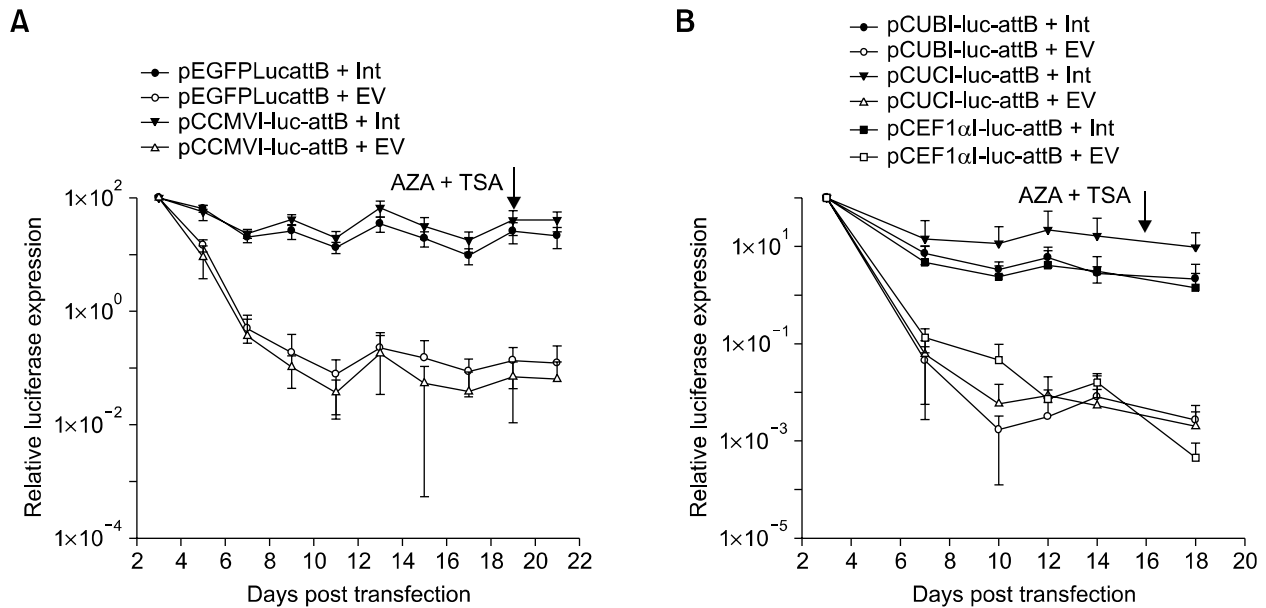 A
pEGFPLucattB + Int
pEGFPLucattB + EV
pCCMVI-luc-attB + Int
pCCMVI-luc-attB + EV
AZA + TSA
1×10²
1×10⁰
1×10⁻²
1×10⁻⁴
Relative luciferase expression
2 4 6 8 10 12 14 16 18 20 22
Days post transfection
B
pCUBI-luc-attB + Int
pCUBI-luc-attB + EV
pCUCI-luc-attB + Int
pCUCI-luc-attB + EV
pCEF1αI-luc-attB + Int
pCEF1αI-luc-attB + EV
AZA + TSA
1×10¹
1×10⁻¹
1×10⁻³
1×10⁻⁵
Relative luciferase expression
2 4 6 8 10 12 14 16 18 20
Days post transfection